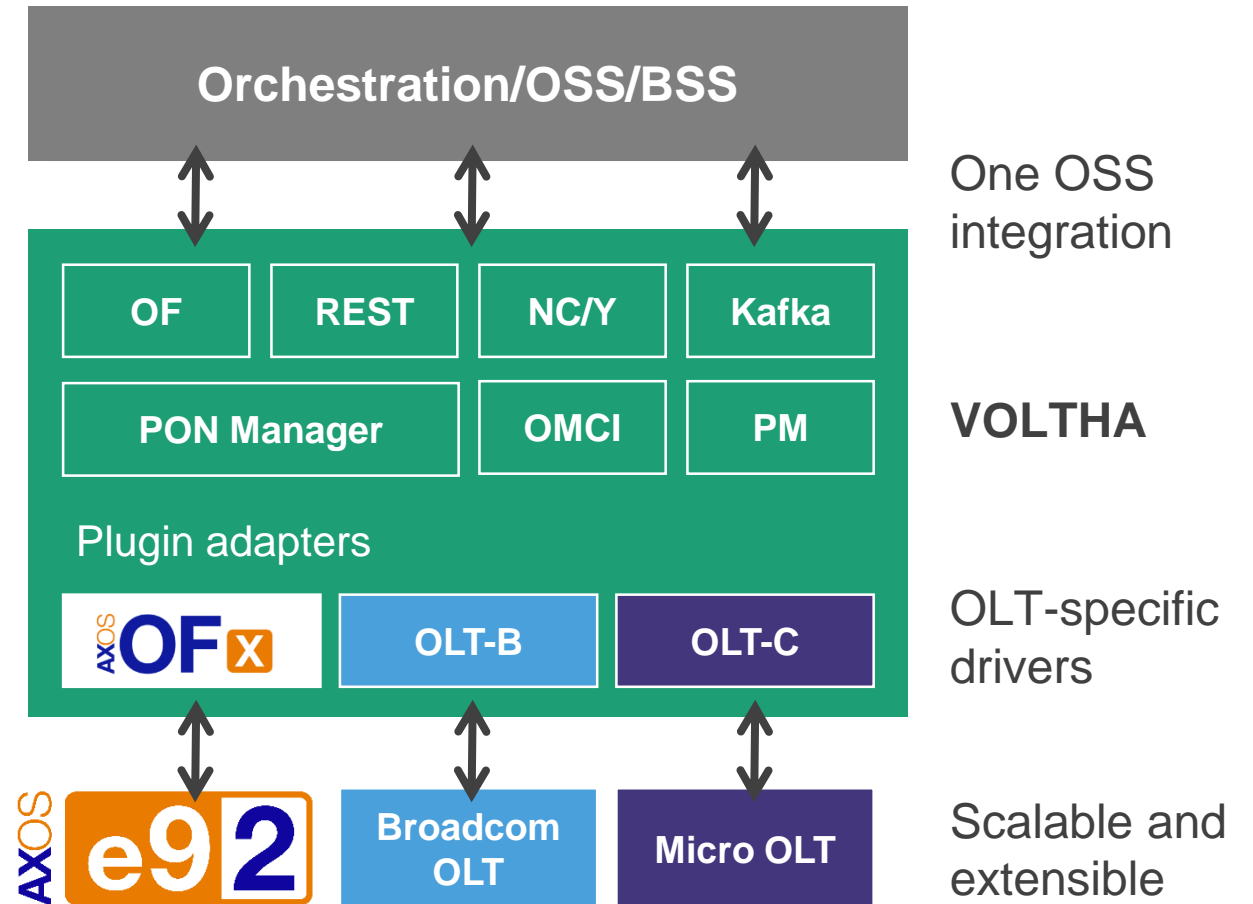 Orchestration/OSS/BSS
One OSS
integration
OF
REST
NC/Y
Kafka
PON Manager
OMCI
PM
VOLTHA
Plugin adapters
AXOS
OFx
OLT-B
OLT-C
OLT-specific
drivers
AXOS
e92
Broadcom
OLT
Micro OLT
Scalable and
extensible